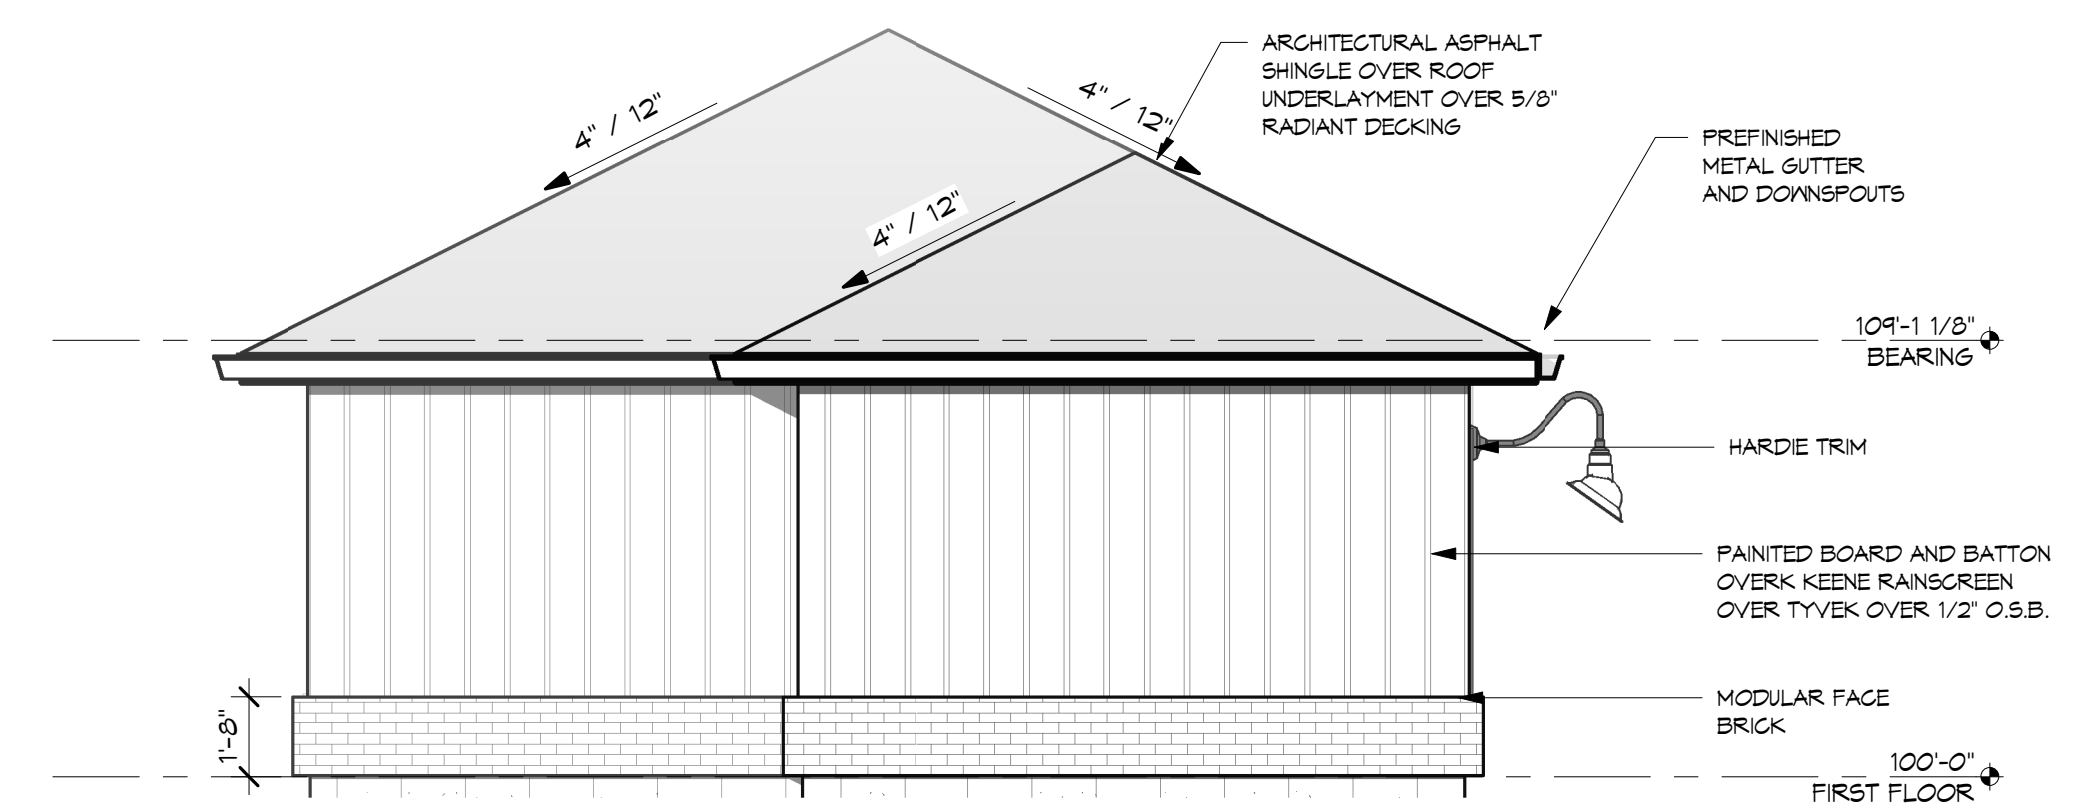 ARCHITECTURAL ASPHALT
SHINGLE OVER ROOF
UNDERLAYMENT OVER 5/8"
RADIANT DECKING
4" / 12"
4" / 12"
4" / 12"
PREFINISHED
METAL GUTTER
AND DOWNSPOUTS
109'-1 1/8"
BEARING
HARDIE TRIM
PAINITED BOARD AND BATTON
OVERK KEENE RAINSCREEN
OVER TYVEK OVER 1/2" O.S.B.
MODULAR FACE
BRICK
1'-8"
100'-0"
FIRST FLOOR